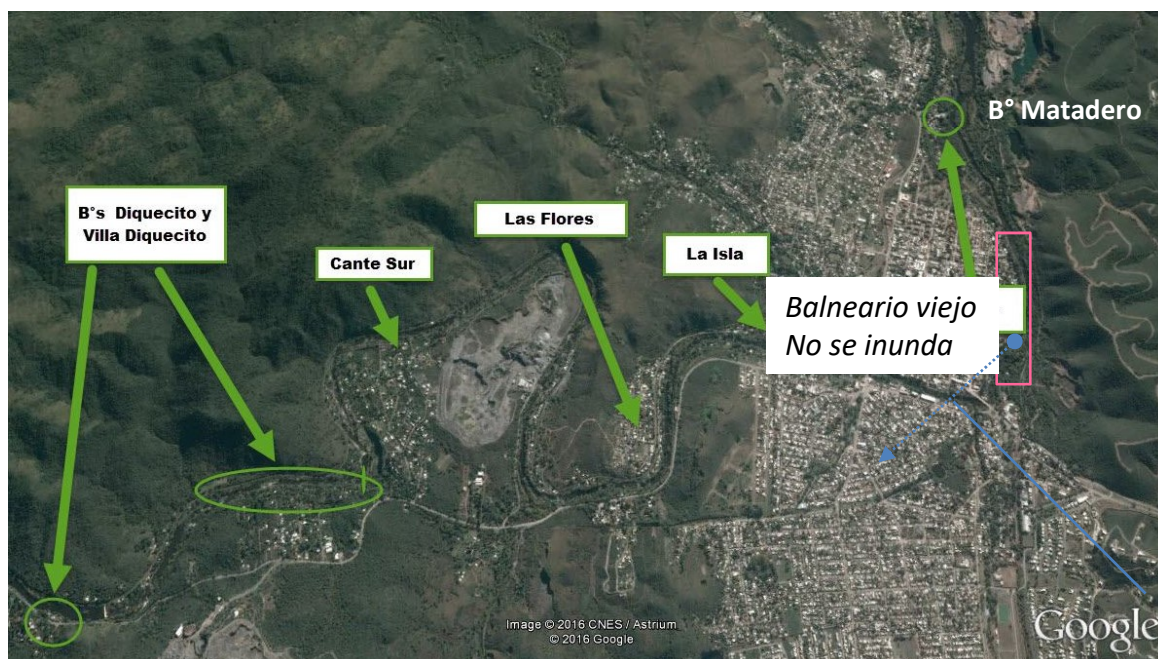 B° Matadero
B°s Diquecito y
Villa Diquecito
Cante Sur
Las Flores
La Isla
Balneario viejo
No se inunda
Image © 2016 CNES / Astrium
© 2016 Google
Google